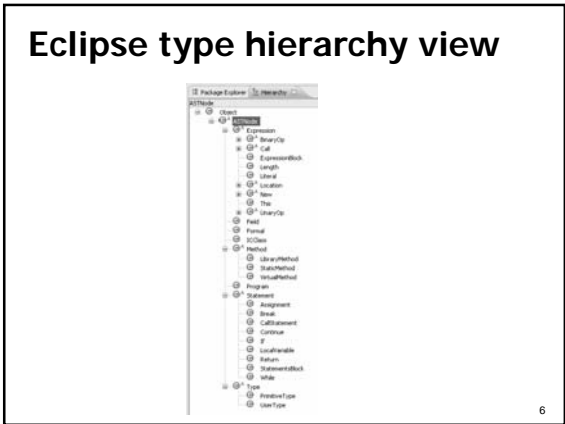 Eclipse type hierarchy view
Package Explorer Hierarchy
ASTNode
Object
ASTNode
Expression
BinaryOp
Call
ExpressionBlock
Length
Literal
Location
New
This
UnaryOp
Field
Formal
ICClass
Method
LibraryMethod
StaticMethod
VirtualMethod
Program
Statement
Assignment
Break
CallStatement
Continue
If
LocalVariable
Return
StatementsBlock
While
Type
PrimitiveType
UserType
6